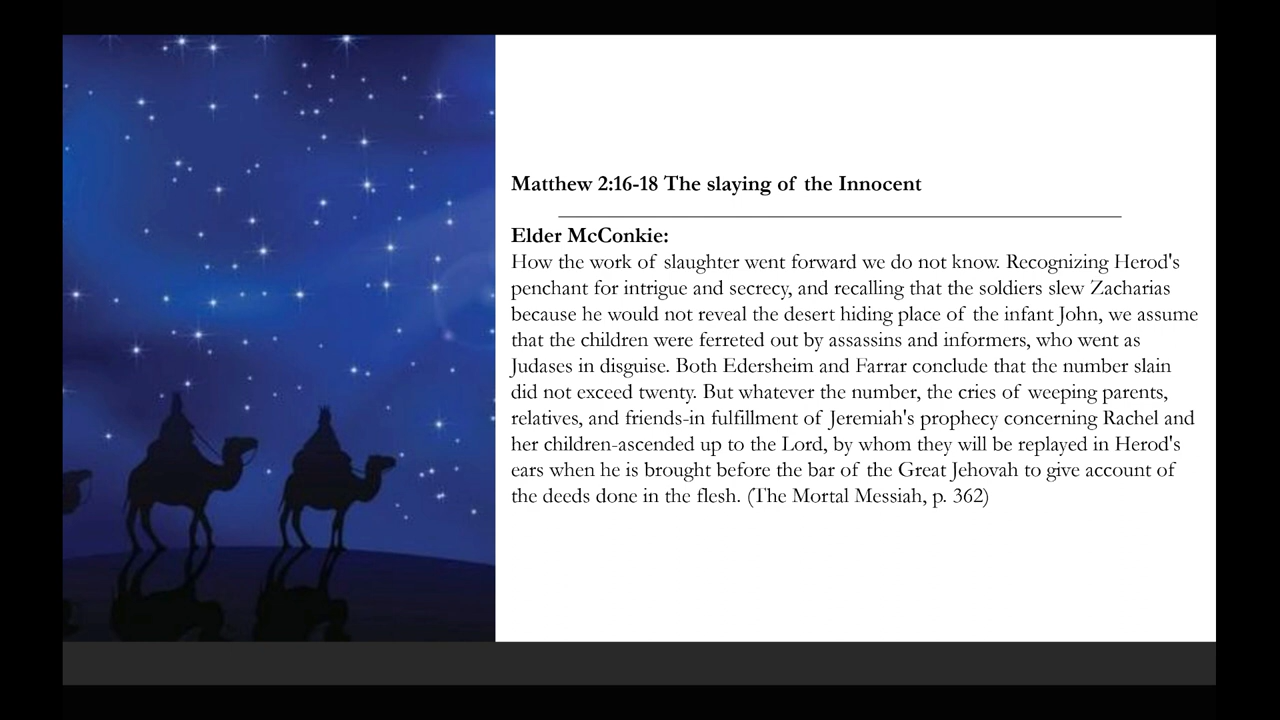 Matthew 2:16-18 The slaying of the Innocent
Elder McConkie:
How the work of slaughter went forward we do not know. Recognizing Herod's
penchant for intrigue and secrecy, and recalling that the soldiers slew Zacharias
because he would not reveal the desert hiding place of the infant John, we assume
that the children were ferreted out by assassins and informers, who went as
Judases in disguise. Both Edersheim and Farrar conclude that the number slain
did not exceed twenty. But whatever the number, the cries of weeping parents,
relatives, and friends-in fulfillment of Jeremiah's prophecy concerning Rachel and
her children-ascended up to the Lord, by whom they will be replayed in Herod's
ears when he is brought before the bar of the Great Jehovah to give account of
the deeds done in the flesh. (The Mortal Messiah, p. 362)